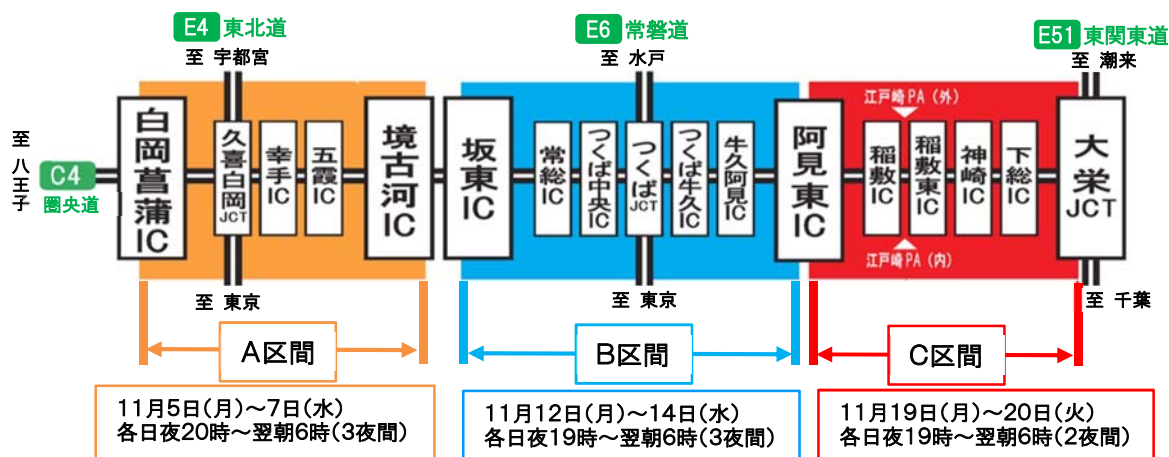 E4 東北道
至 宇都宮
E6 常磐道
至 水戸
E51 東関東道
至 潮来
至 八王子
C4
圏央道
白岡菖蒲IC
久喜白岡JCT
幸手IC
五霞IC
境古河IC
坂東IC
常総IC
つくば中央IC
つくばJCT
つくば牛久IC
牛久阿見IC
阿見東IC
江戸崎PA(外)
稲敷IC
稲敷東IC
神崎IC
下総IC
江戸崎PA(内)
大栄JCT
至 東京
至 東京
至 千葉
A区間
B区間
C区間
11月5日(月)~7日(水)
各日夜20時~翌朝6時(3夜間)
11月12日(月)~14日(水)
各日夜19時~翌朝6時(3夜間)
11月19日(月)~20日(火)
各日夜19時~翌朝6時(2夜間)